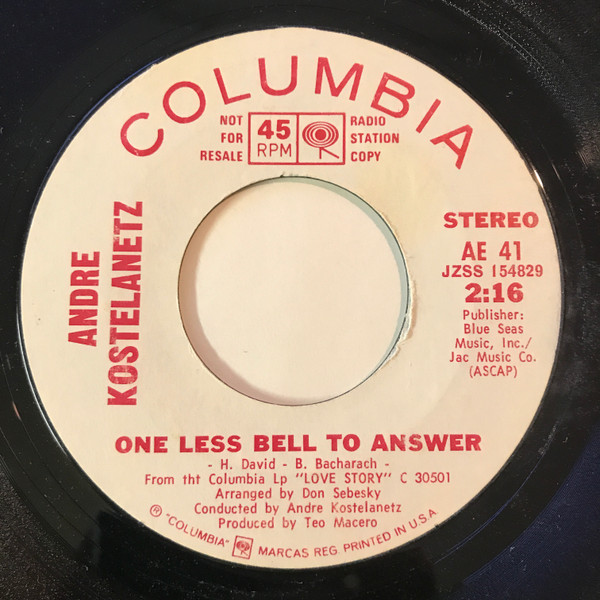 COLUMBIA
NOT
FOR
RESALE
45
RPM
RADIO
STATION
COPY
ANDRE
KOSTELANETZ
STEREO
AE 41
JZSS 154829
2:16
Publisher:
Blue Seas
Music, Inc./
Jac Music Co.
(ASCAP)
ONE LESS BELL TO ANSWER
- H. David - B. Bacharach -
From tht Columbia Lp "LOVE STORY" C 30501
Arranged by Don Sebesky
Conducted by Andre Kostelanetz
Produced by Teo Macero
℗ "COLUMBIA" MARCAS REG. PRINTED IN U.S.A